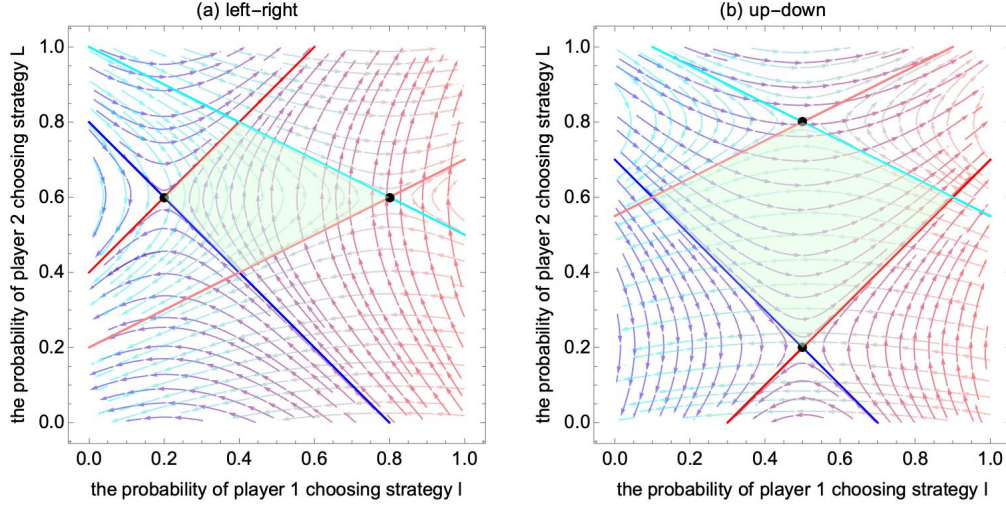 (a) left-right
the probability of player 2 choosing strategy L
1.0
0.8
0.6
0.4
0.2
0.0
0.0 0.2 0.4 0.6 0.8 1.0
the probability of player 1 choosing strategy l
(b) up-down
the probability of player 2 choosing strategy L
1.0
0.8
0.6
0.4
0.2
0.0
0.0 0.2 0.4 0.6 0.8 1.0
the probability of player 1 choosing strategy l